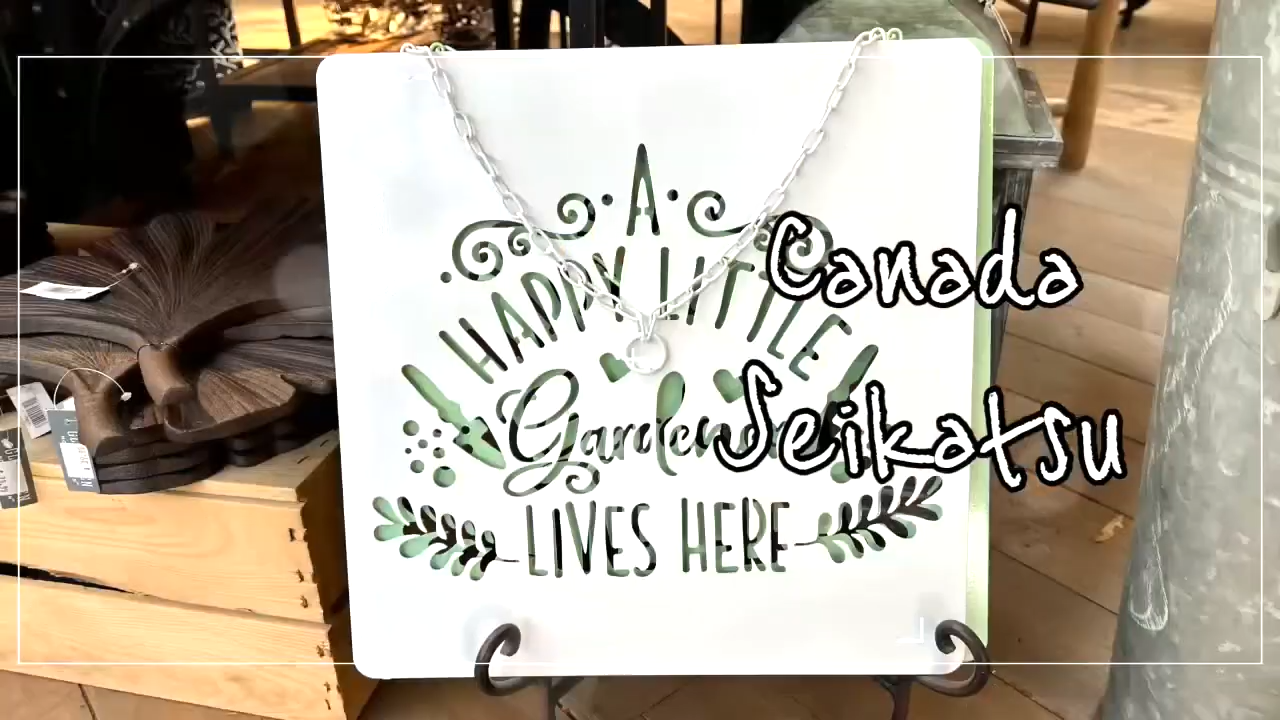 A
HAPPY LITTLE
Gardener
LIVES HERE
Canada
Seikatsu